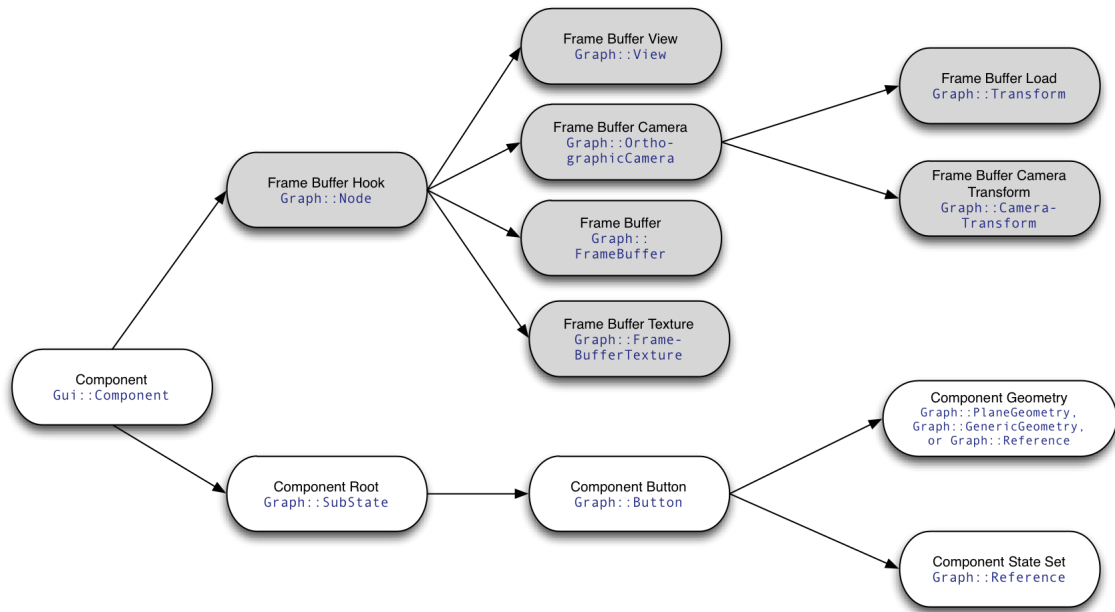 Frame Buffer View
Graph::View
Frame Buffer Load
Graph::Transform
Frame Buffer Camera
Graph::Ortho-
graphicCamera
Frame Buffer Hook
Graph::Node
Frame Buffer Camera
Transform
Graph::Camera-
Transform
Frame Buffer
Graph::
FrameBuffer
Frame Buffer Texture
Graph::Frame-
BufferTexture
Component
Gui::Component
Component Geometry
Graph::PlaneGeometry,
Graph::GenericGeometry,
or Graph::Reference
Component Root
Graph::SubState
Component Button
Graph::Button
Component State Set
Graph::Reference